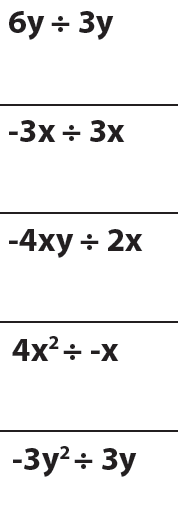 6y ÷ 3y
-3x ÷ 3x
-4xy ÷ 2x
4x² ÷ -x
-3y² ÷ 3y